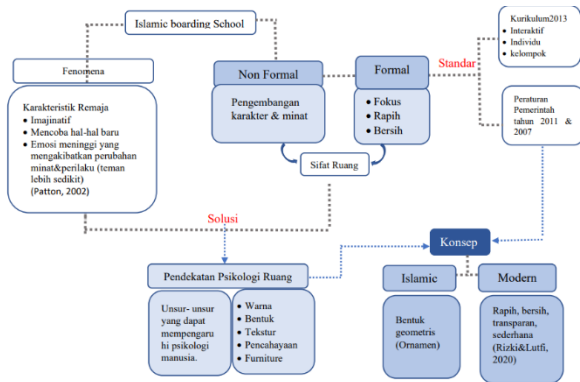 Islamic boarding School
Kurikulum2013
• Interaktif
• Individu
• kelompok
Fenomena
Non Formal
Formal
Standar
Karakteristik Remaja
• Imajinatif
• Mencoba hal-hal baru
• Emosi meninggi yang
mengakibatkan perubahan
minat&perilaku (teman
lebih sedikit)
(Patton, 2002)
Pengembangan
karakter & minat
• Fokus
• Rapih
• Bersih
Peraturan
Pemerintah
tahun 2011 &
2007
Sifat Ruang
Solusi
Konsep
Pendekatan Psikologi Ruang
Islamic
Modern
Unsur- unsur
yang dapat
mempengaru
hi psikologi
manusia.
• Warna
• Bentuk
• Tekstur
• Pencahayaan
• Furniture
Bentuk
geometris
(Ornamen)
Rapih, bersih,
transparan,
sederhana
(Rizki&Lutfi,
2020)